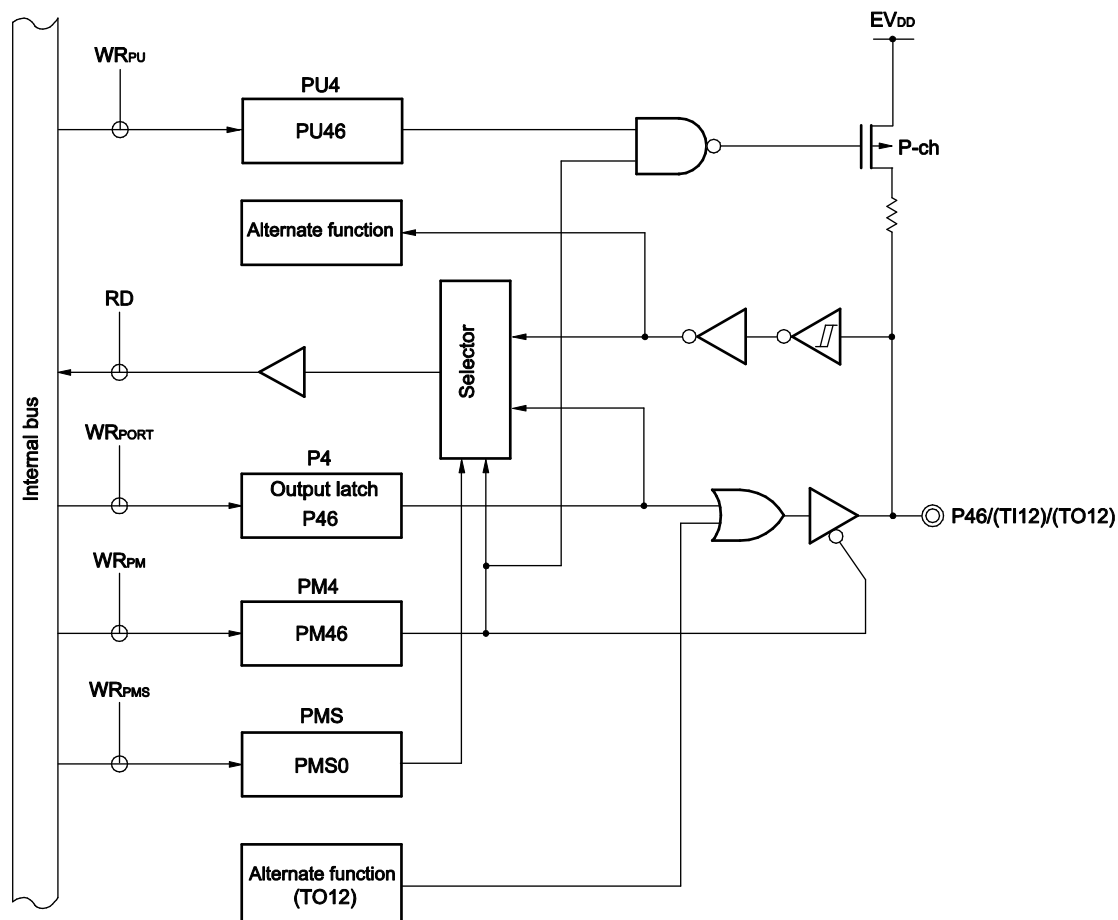 EVDD
WRPU
PU4
PU46
P-ch
Alternate function
RD
Selector
Internal bus
WRPORT
P4
Output latch
P46
P46/(TI12)/(TO12)
WRPM
PM4
PM46
WRPMS
PMS
PMS0
Alternate function
(TO12)